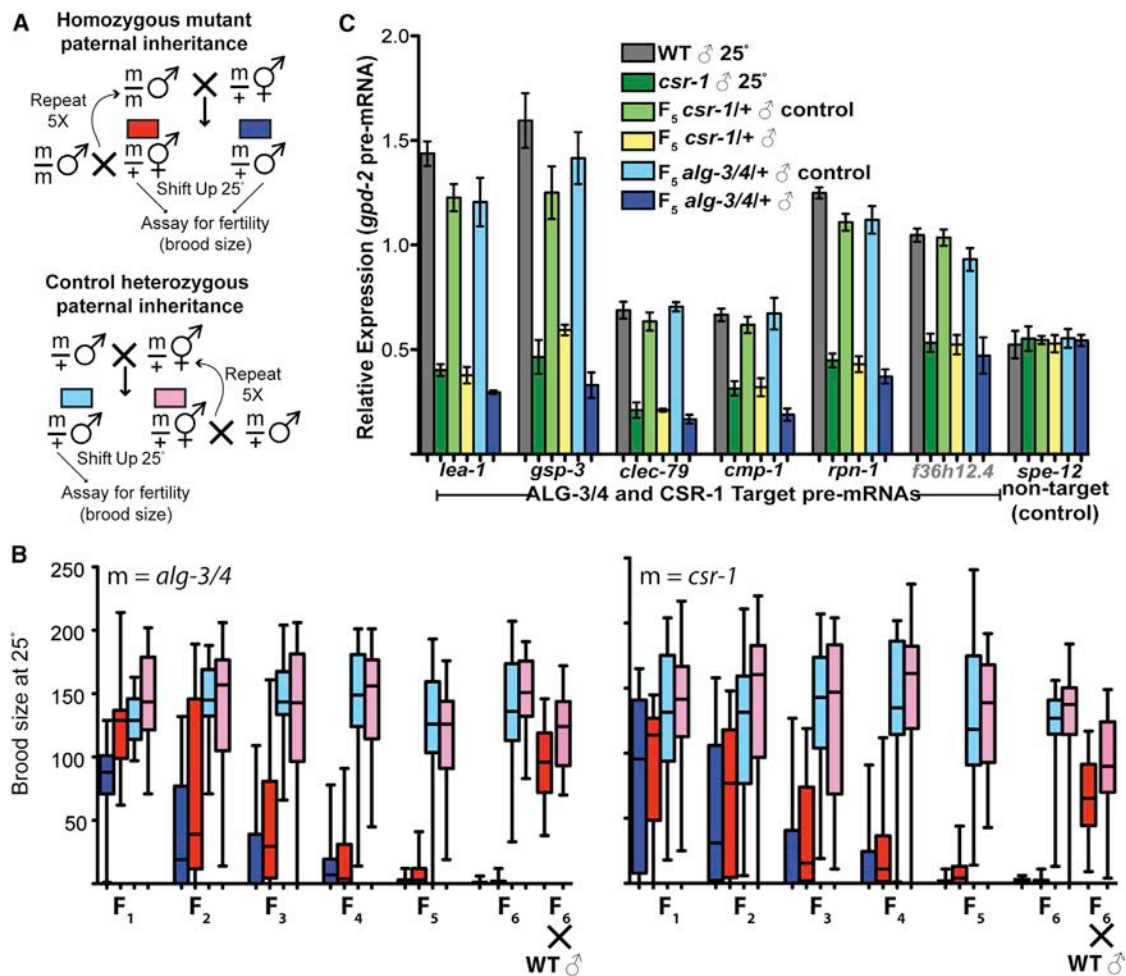 A
Homozygous mutant
paternal inheritance
m/m ♂ X m/+ ⚥
Repeat
5X
m/m ♂ X m/+ ⚥ m/+ ♂
Shift Up 25°
Assay for fertility
(brood size)
Control heterozygous
paternal inheritance
m/+ ♂ X m/+ ⚥
Repeat
5X
m/+ ♂ m/+ ⚥ X m/+ ♂
Shift Up 25°
Assay for fertility
(brood size)
C
Relative Expression (gpd-2 pre-mRNA)
2.0
1.5
1.0
0.5
WT ♂ 25°
csr-1 ♂ 25°
F5 csr-1/+ ♂ control
F5 csr-1/+ ♂
F5 alg-3/4/+ ♂ control
F5 alg-3/4/+ ♂
lea-1 gsp-3 clec-79 cmp-1 rpn-1 f36h12.4 spe-12
ALG-3/4 and CSR-1 Target pre-mRNAs
non-target
(control)
B
Brood size at 25°
250
200
150
100
50
m = alg-3/4
F1 F2 F3 F4 F5 F6 F6
X
WT ♂
m = csr-1
F1 F2 F3 F4 F5 F6 F6
X
WT ♂